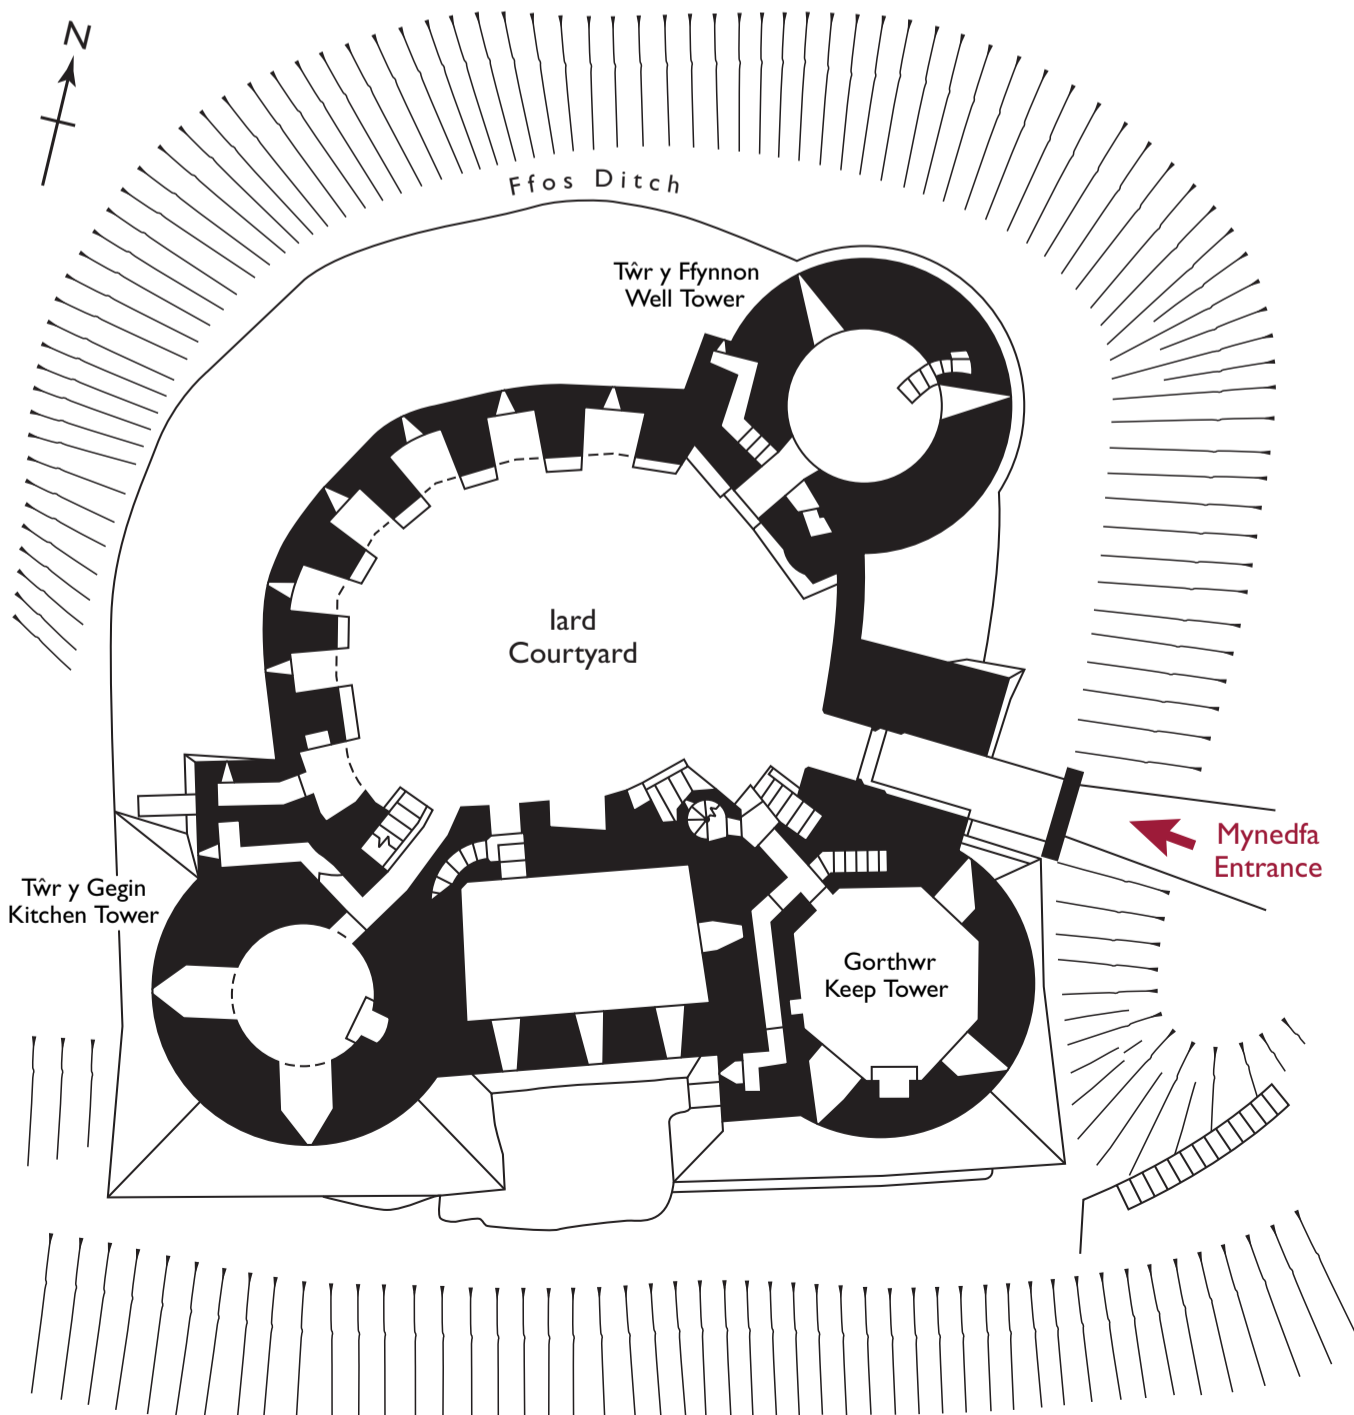 N
Ffos Ditch
Tŵr y Ffynnon
Well Tower
Iard
Courtyard
Mynedfa
Entrance
Tŵr y Gegin
Kitchen Tower
Gorthwr
Keep Tower